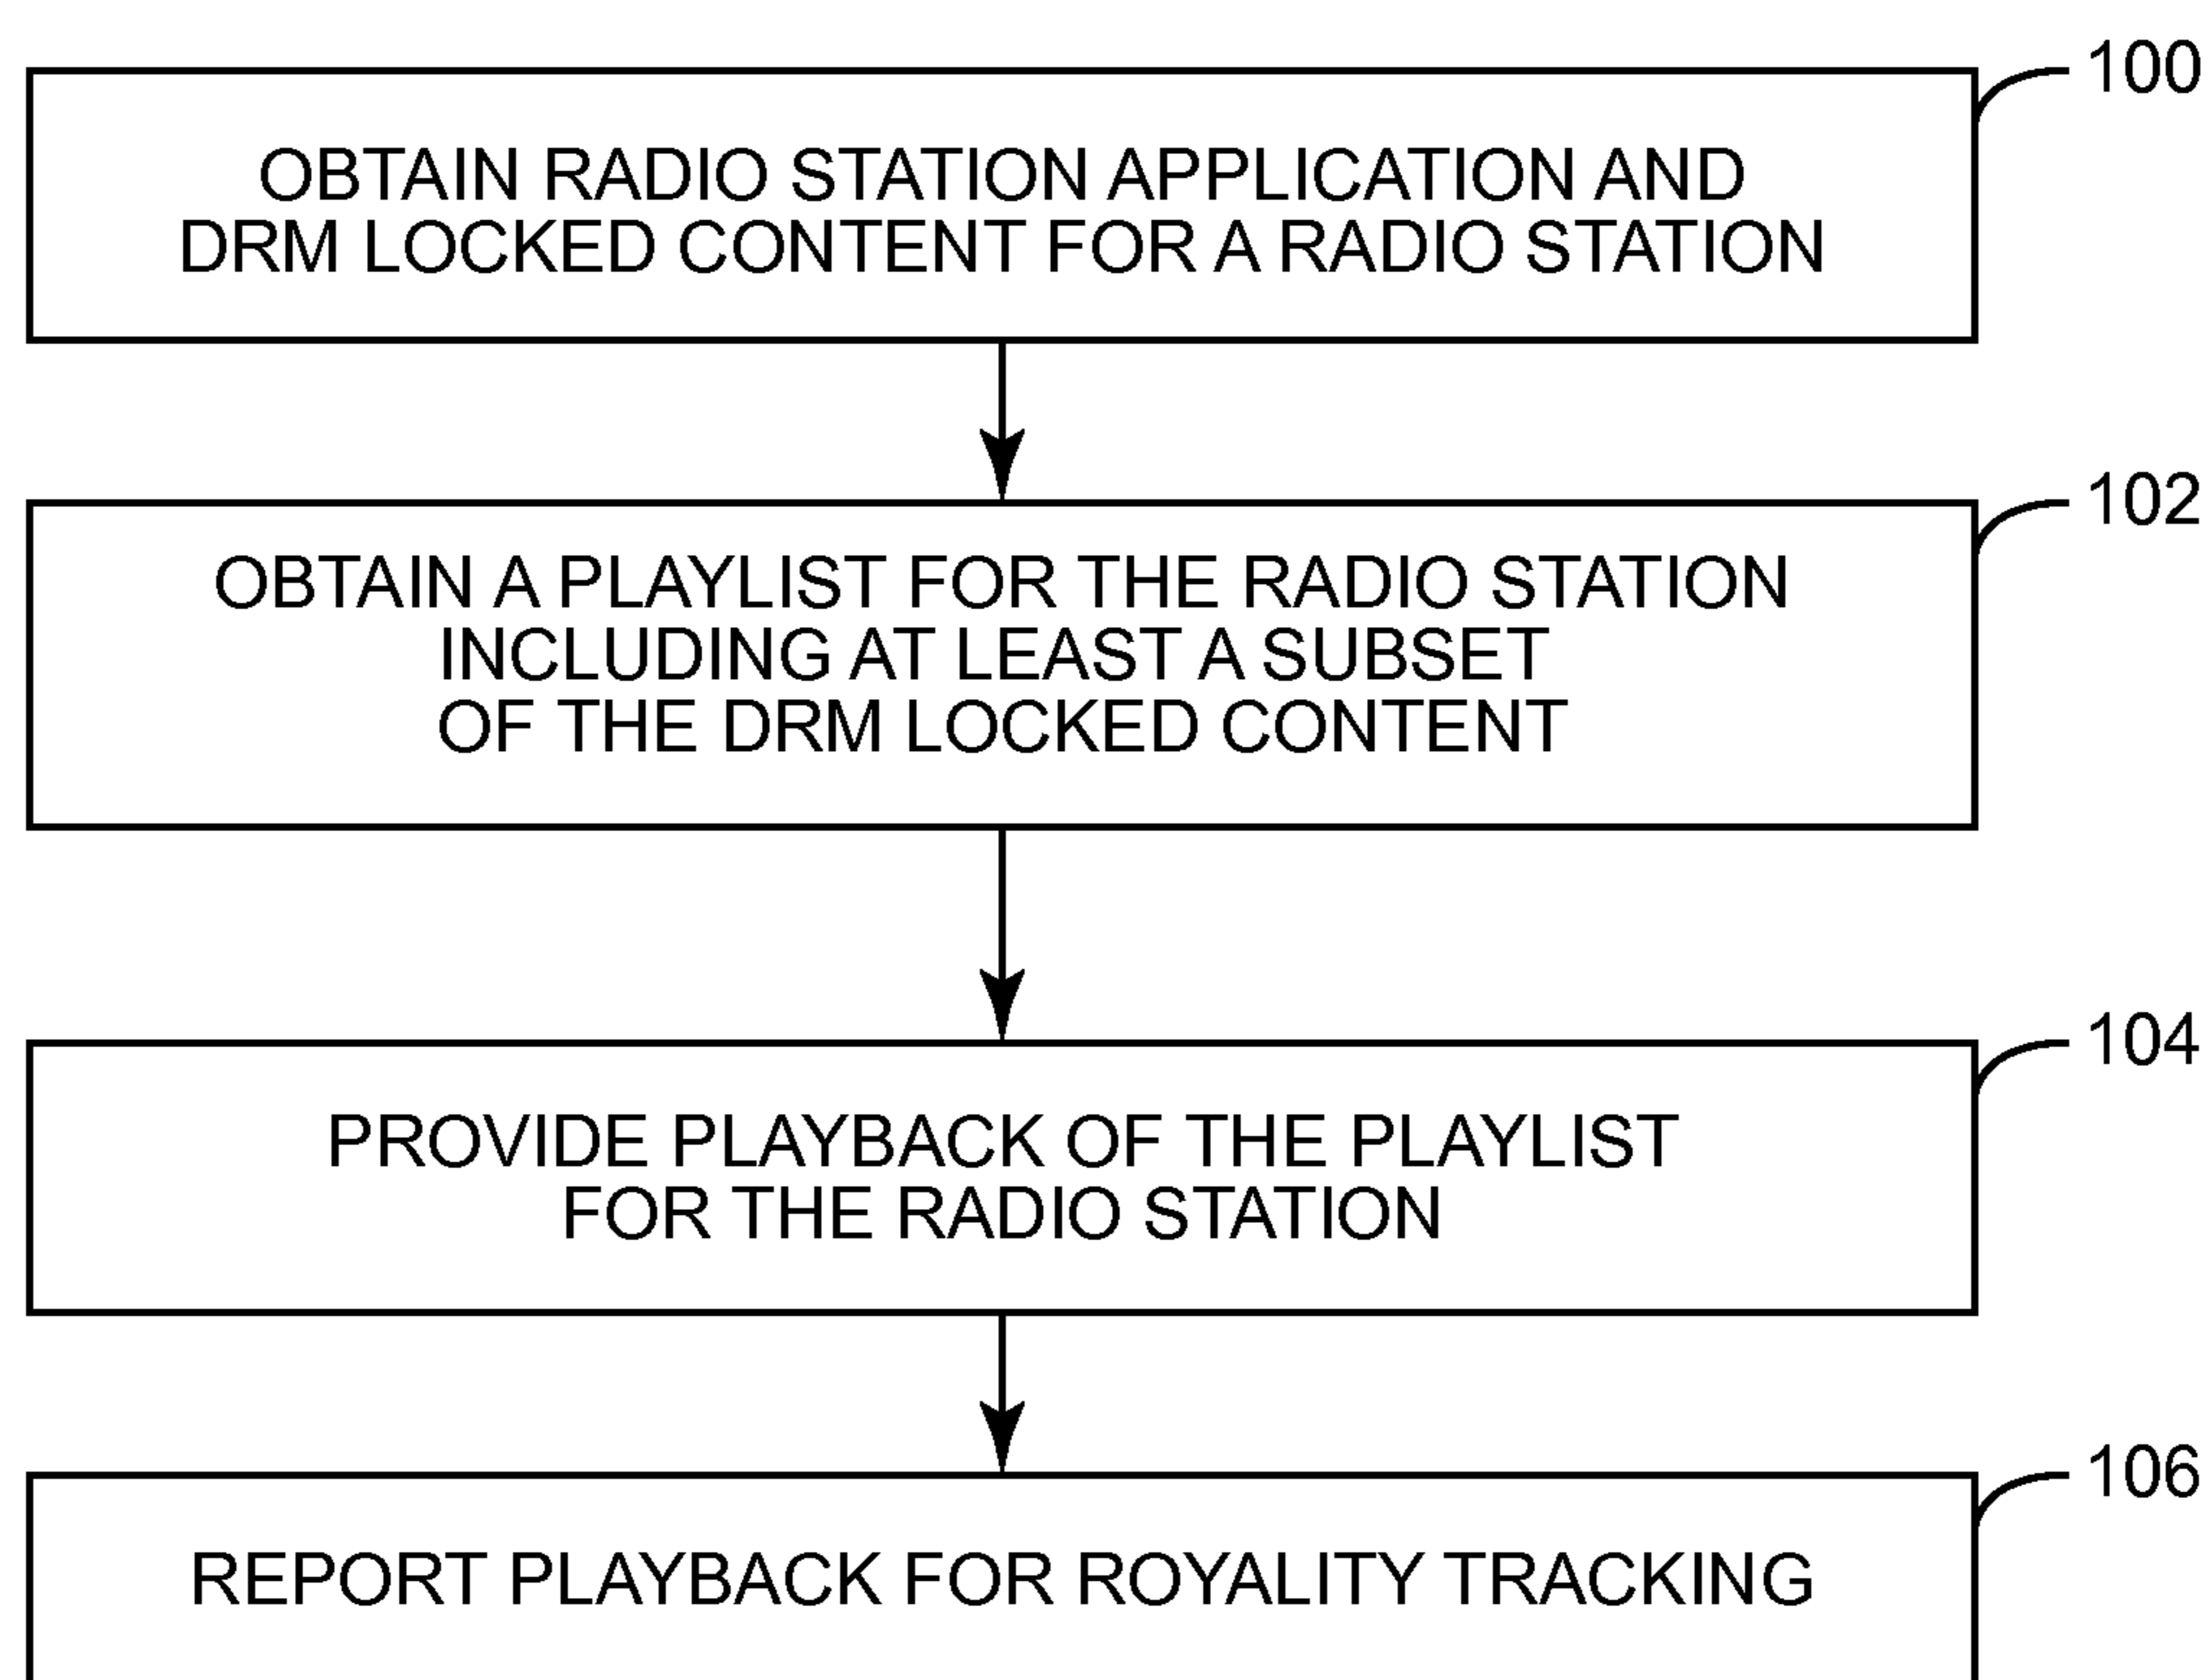 100
OBTAIN RADIO STATION APPLICATION AND
DRM LOCKED CONTENT FOR A RADIO STATION
102
OBTAIN A PLAYLIST FOR THE RADIO STATION
INCLUDING AT LEAST A SUBSET
OF THE DRM LOCKED CONTENT
104
PROVIDE PLAYBACK OF THE PLAYLIST
FOR THE RADIO STATION
106
REPORT PLAYBACK FOR ROYALITY TRACKING